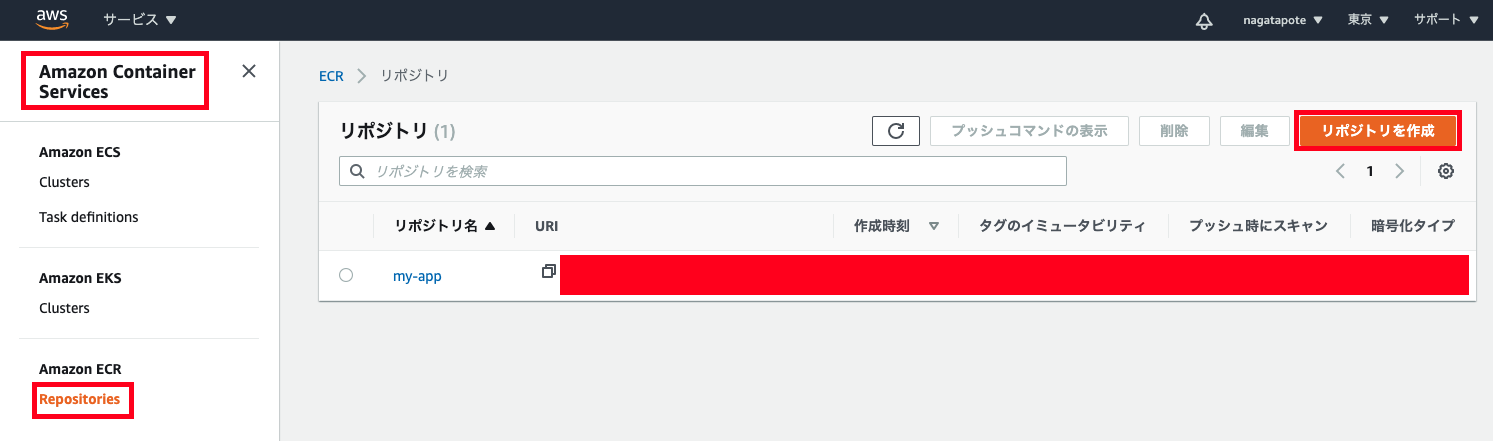 aws サービス ▼ nagatapote ▼ 東京 ▼ サポート ▼
Amazon Container
Services
Amazon ECS
Clusters
Task definitions
Amazon EKS
Clusters
Amazon ECR
Repositories
ECR > リポジトリ
リポジトリ (1)
プッシュコマンドの表示 削除 編集 リポジトリを作成
リポジトリを検索
1
リポジトリ名 ▲ URI 作成時刻 ▽ タグのイミュータビリティ プッシュ時にスキャン 暗号化タイプ
my-app